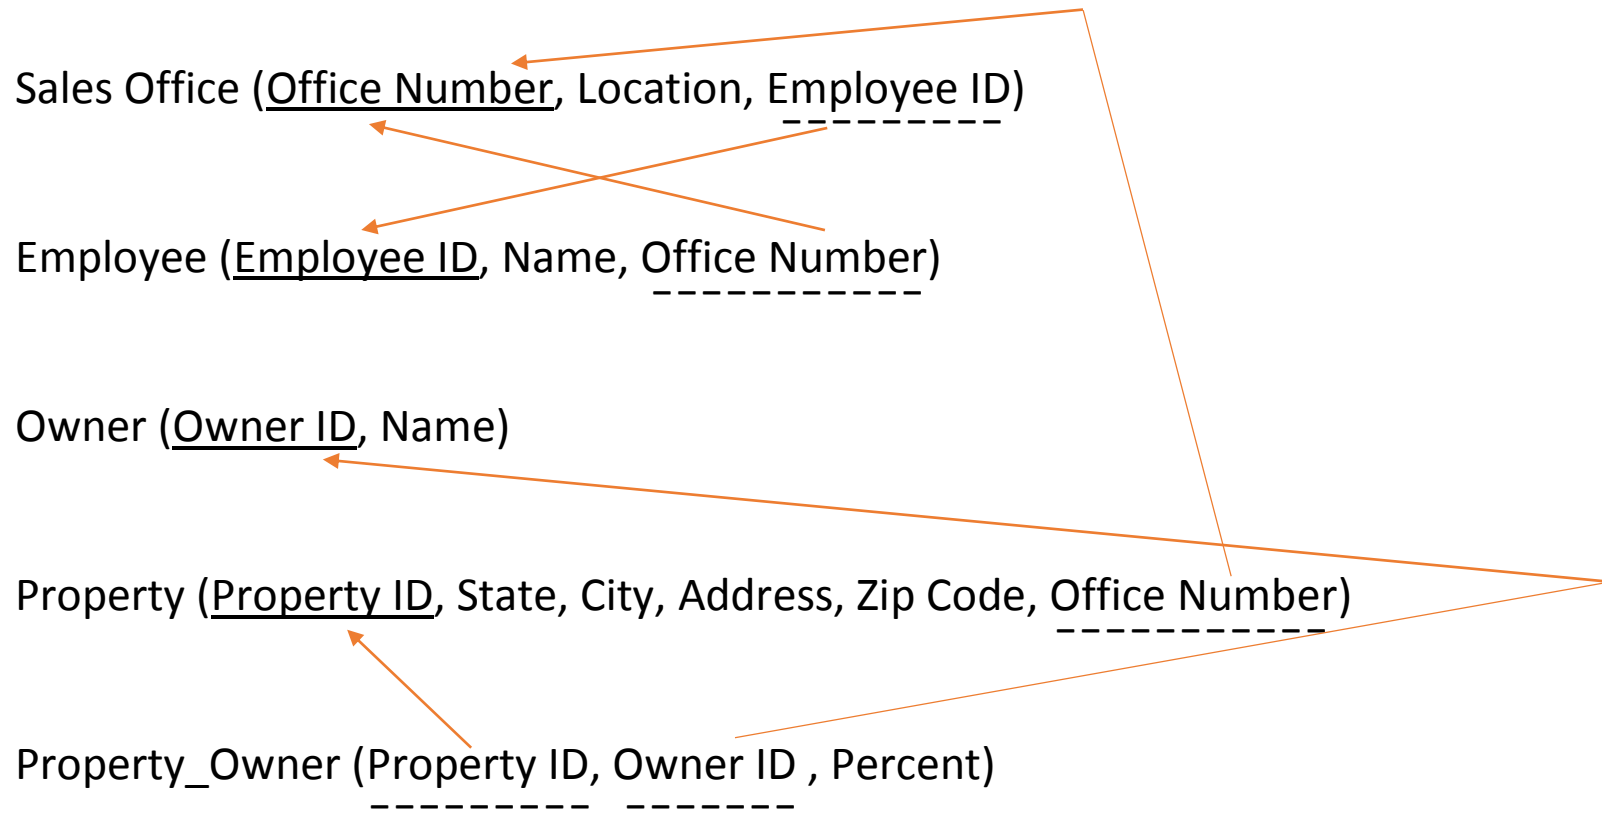 Sales Office (Office Number, Location, Employee ID)
Employee (Employee ID, Name, Office Number)
Owner (Owner ID, Name)
Property (Property ID, State, City, Address, Zip Code, Office Number)
Property_Owner (Property ID, Owner ID , Percent)